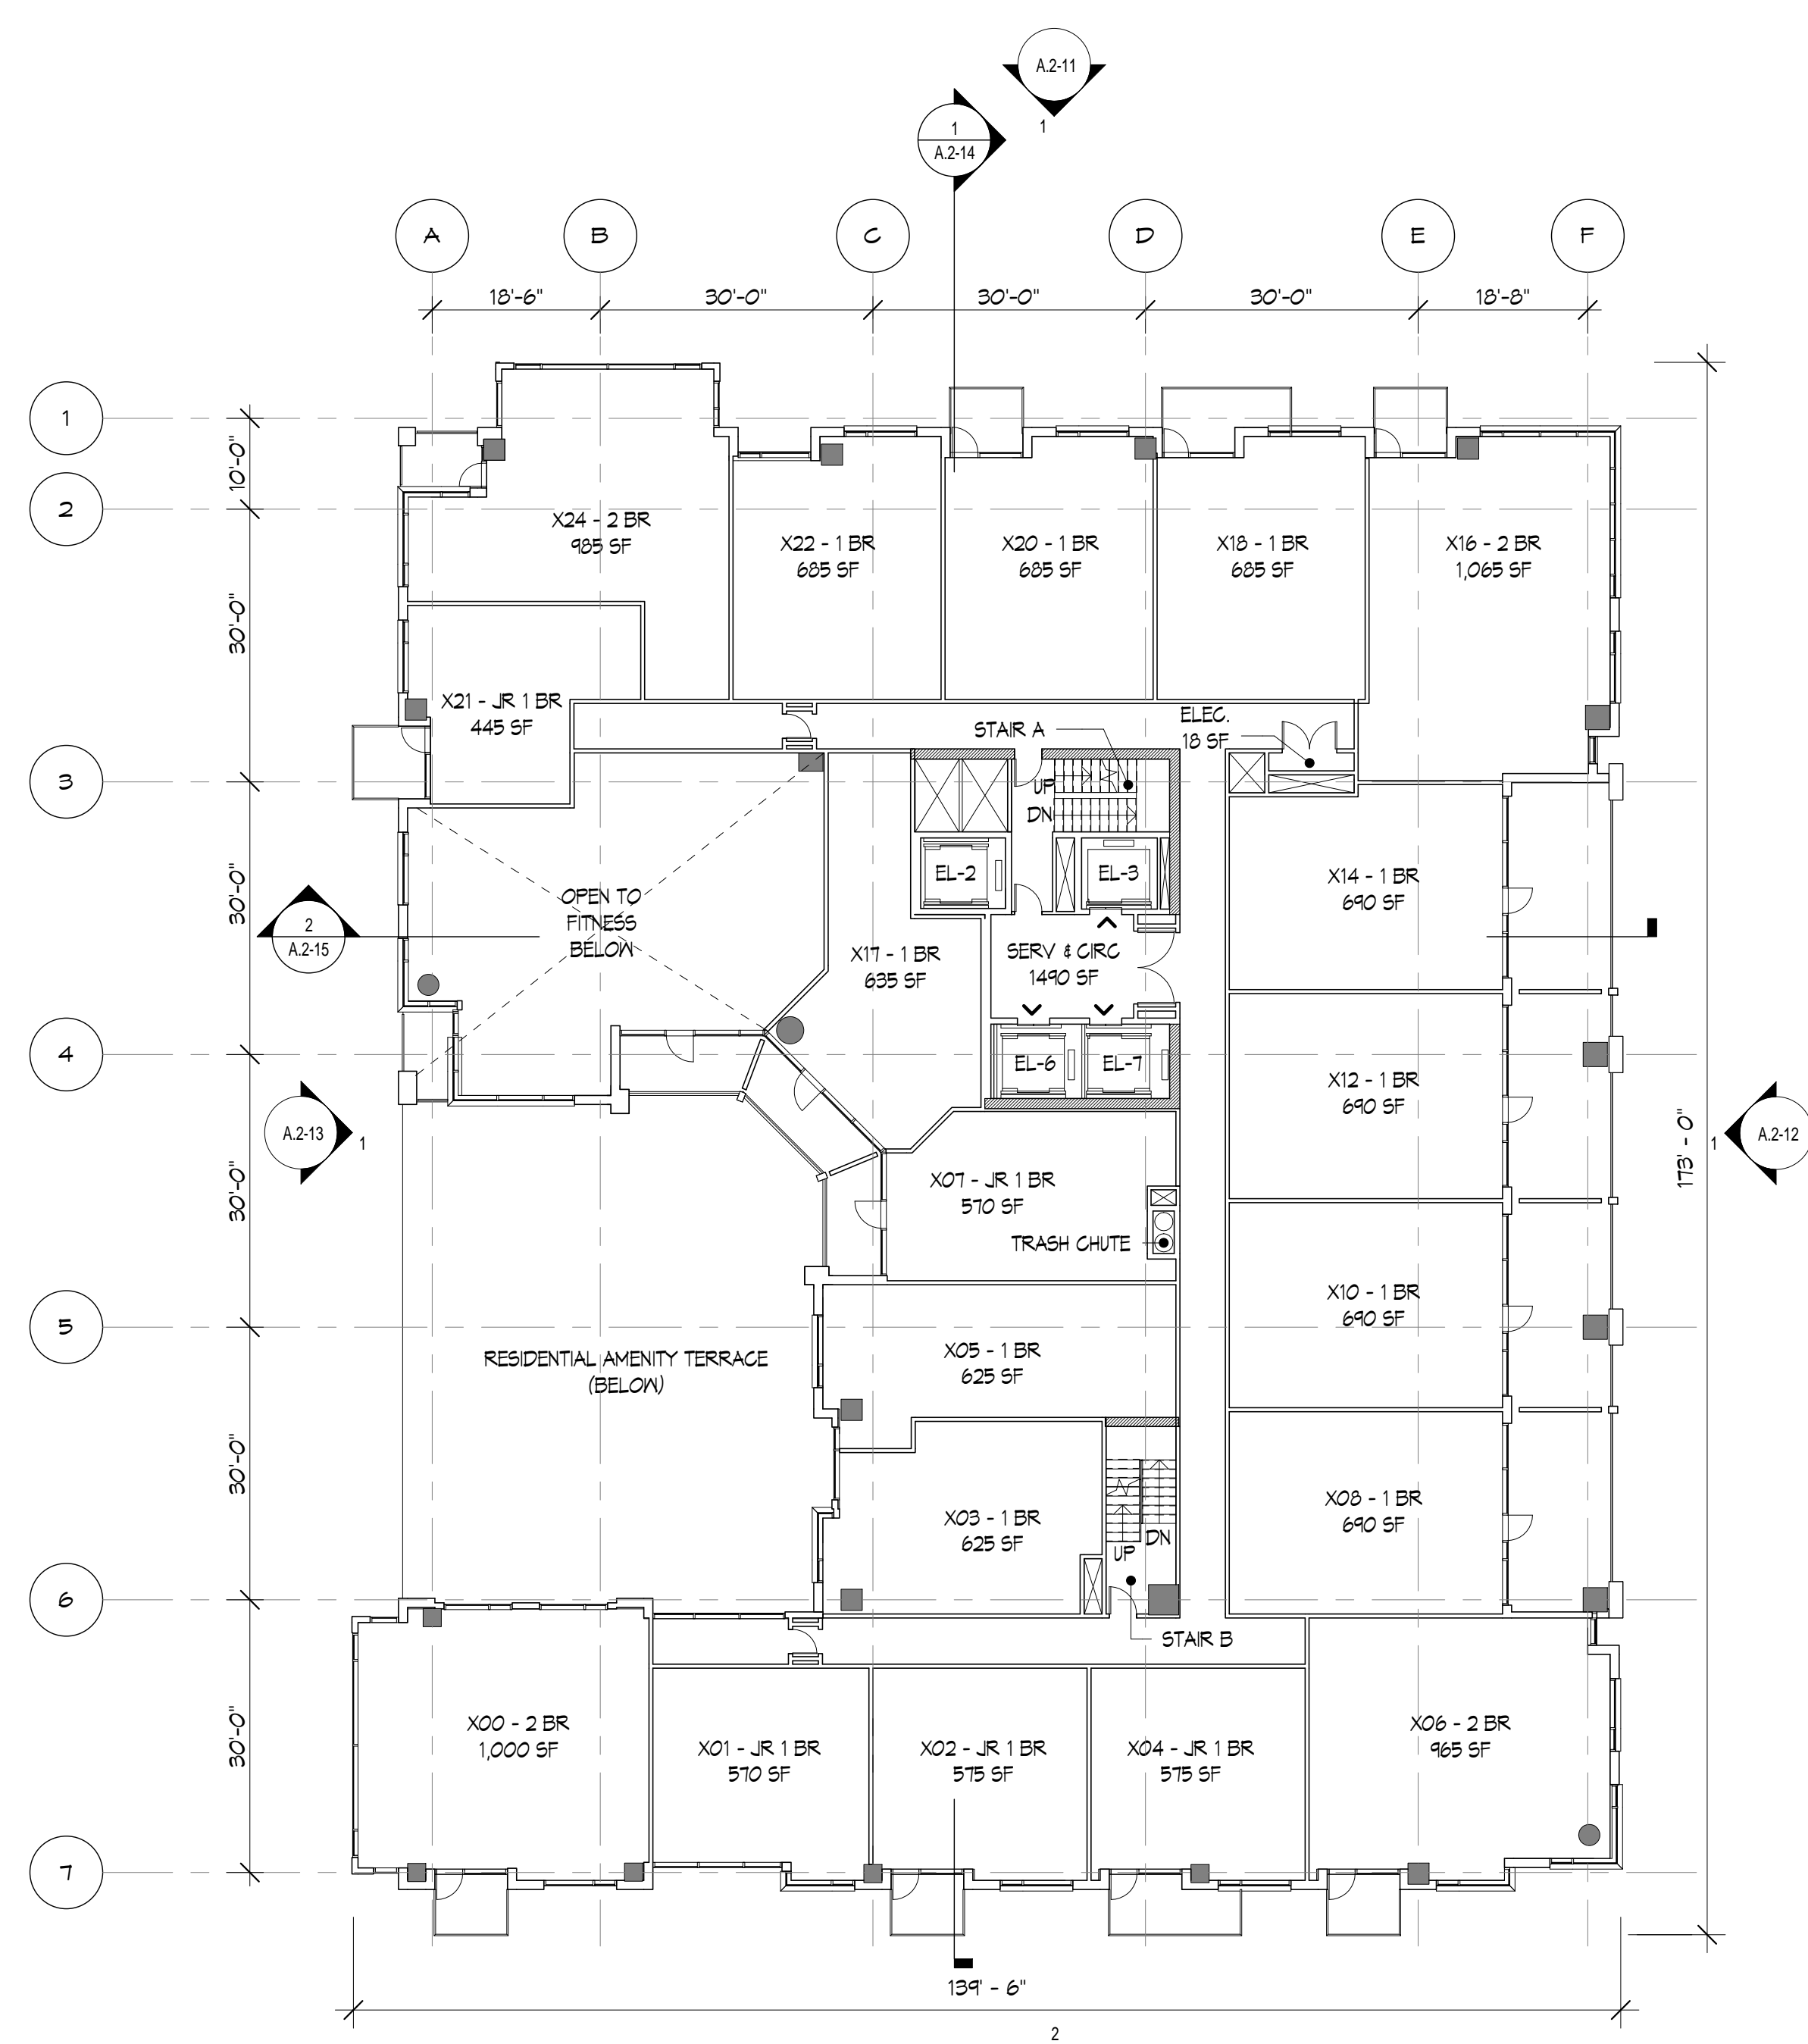 A.2-11
1
1
A.2-14
A
B
C
D
E
F
18'-6"
30'-0"
30'-0"
30'-0"
18'-8"
1
2
3
4
5
6
7
10'-0"
30'-0"
30'-0"
30'-0"
30'-0"
30'-0"
X24 - 2 BR
985 SF
X22 - 1 BR
685 SF
X20 - 1 BR
685 SF
X18 - 1 BR
685 SF
X16 - 2 BR
1,065 SF
X21 - JR 1 BR
445 SF
STAIR A
ELEC.
18 SF
UP
DN
EL-2
EL-3
X14 - 1 BR
690 SF
OPEN TO
FITNESS
BELOW
2
A.2-15
X17 - 1 BR
635 SF
SERV & CIRC
1490 SF
EL-6
EL-7
X12 - 1 BR
690 SF
A.2-13
1
173' - 0"
1
A.2-12
X07 - JR 1 BR
570 SF
TRASH CHUTE
X10 - 1 BR
690 SF
RESIDENTIAL AMENITY TERRACE
(BELOW)
X05 - 1 BR
625 SF
X03 - 1 BR
625 SF
X08 - 1 BR
690 SF
DN
UP
STAIR B
X00 - 2 BR
1,000 SF
X01 - JR 1 BR
570 SF
X02 - JR 1 BR
575 SF
X04 - JR 1 BR
575 SF
X06 - 2 BR
965 SF
139' - 6"
2